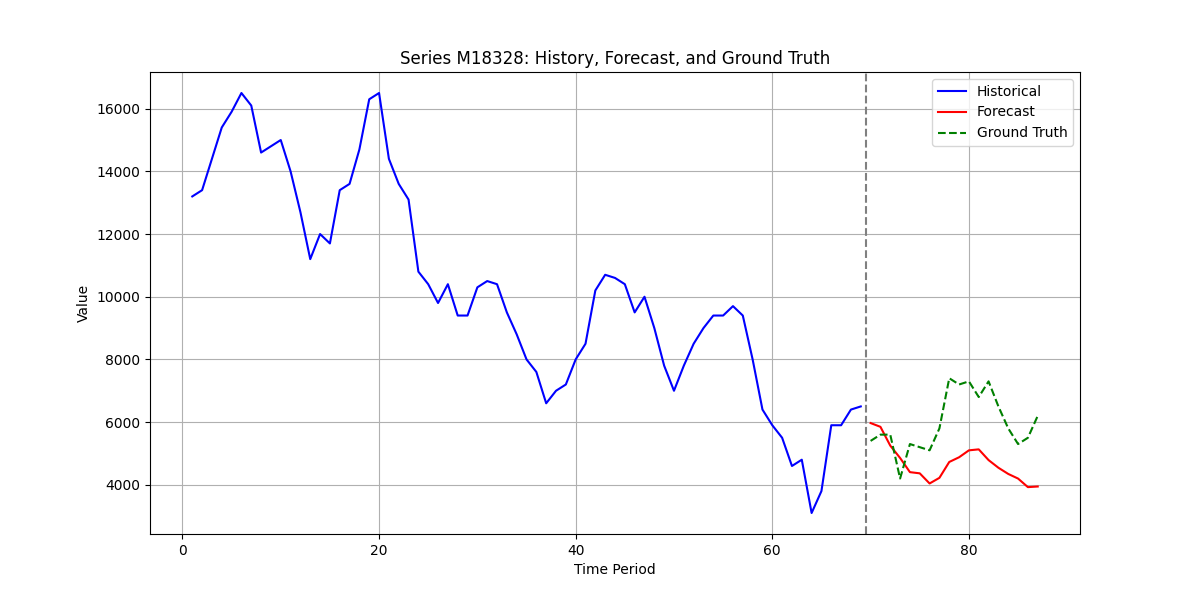 Series M18328: History, Forecast, and Ground Truth
Historical
Forecast
Ground Truth
16000
14000
12000
10000
8000
6000
4000
Value
0
20
40
60
80
Time Period